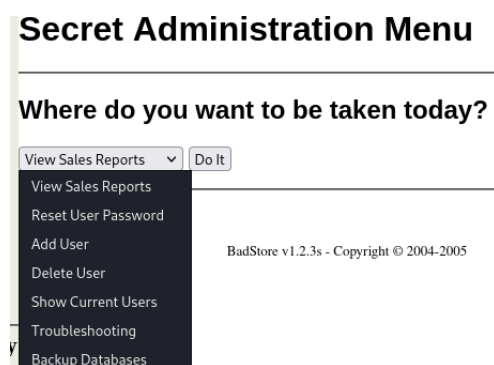 Secret Administration Menu
Where do you want to be taken today?
View Sales Reports Do It
View Sales Reports
Reset User Password
Add User
BadStore v1.2.3s - Copyright © 2004-2005
Delete User
Show Current Users
Troubleshooting
y
Backup Databases